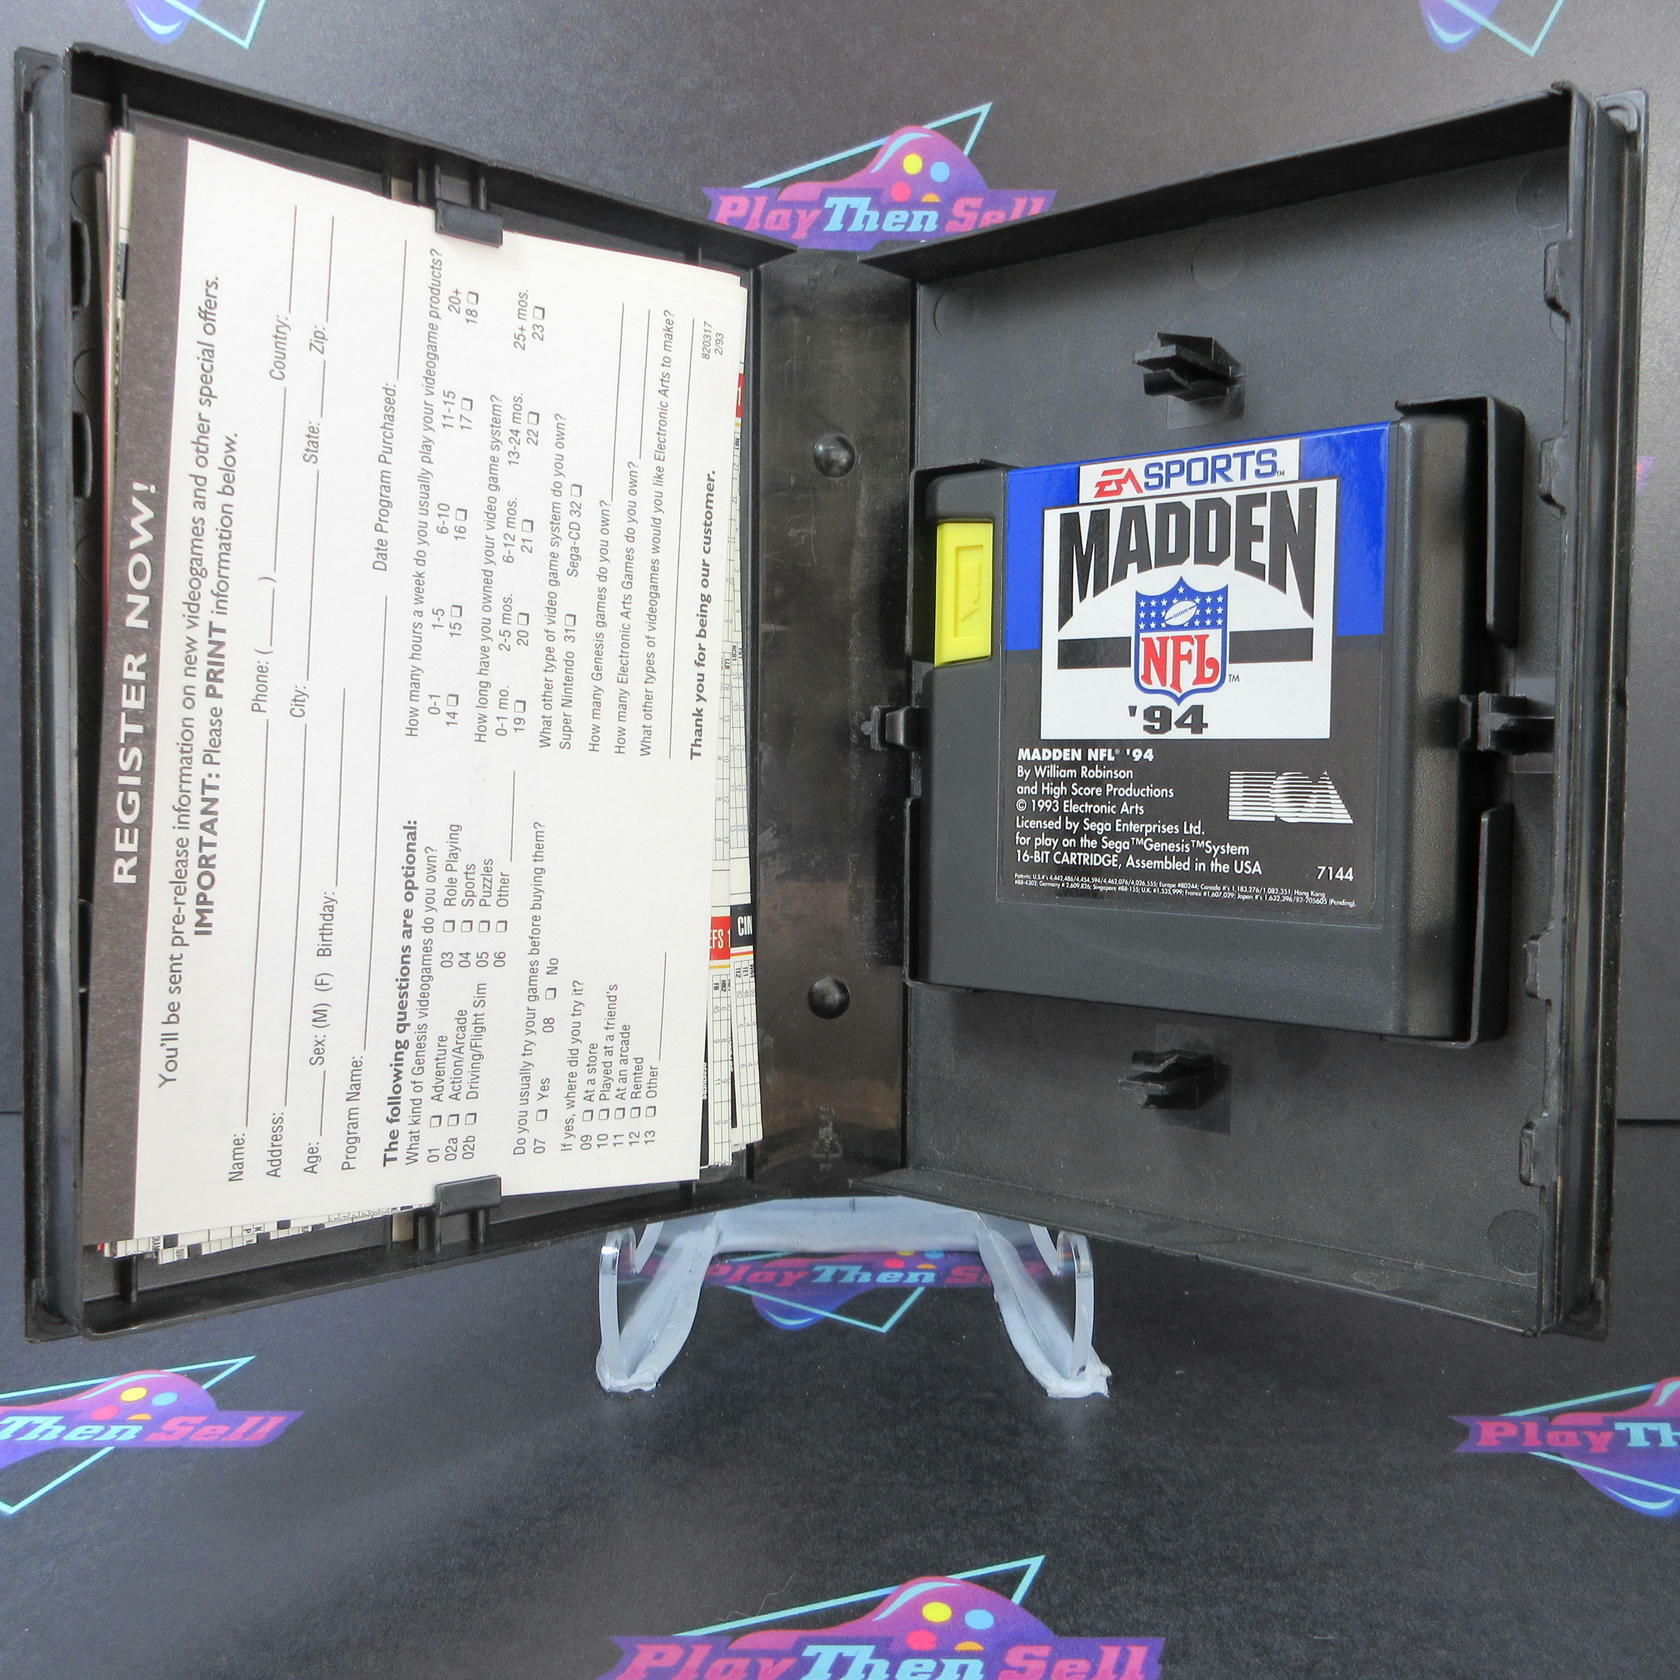 PlayThenSell
REGISTER NOW!
You'll be sent pre-release information on new videogames and other special offers.
IMPORTANT: Please PRINT information below.
Name: Phone: ( ) Country:
Address: City: State: Zip:
Age: Sex: (M) (F) Birthday:
Program Name: Date Program Purchased:
The following questions are optional:
What kind of Genesis videogames do you own?
01 Adventure 03 Role Playing
02a Action/Arcade 04 Sports
02b Driving/Flight Sim 05 Puzzles
06 Other
Do you usually try your games before buying them?
07 Yes 08 No
If yes, where did you try it?
09 At a store
10 Played at a friend's
11 At an arcade
12 Rented
13 Other
How many hours a week do you usually play your videogame products?
0-1 1-5 6-10 11-15 20+
14 15 16 17 18
How long have you owned your video game system?
0-1 mo. 2-5 mos. 6-12 mos. 13-24 mos. 25+ mos.
19 20 21 22 23
What other type of video game system do you own?
Super Nintendo 31 Sega-CD 32
How many Genesis games do you own?
How many Electronic Arts Games do you own?
What other types of videogames would you like Electronic Arts to make?
Thank you for being our customer.
820317
2/93
EFS
CIN
EA SPORTS™
MADDEN
NFL™
'94
MADDEN NFL® '94
By William Robinson
and High Score Productions
© 1993 Electronic Arts
Licensed by Sega Enterprises Ltd.
for play on the Sega™Genesis™System
16-BIT CARTRIDGE, Assembled in the USA 7144
EA
PlayThenSell
ThenSell
Play Th
PlayThenSell